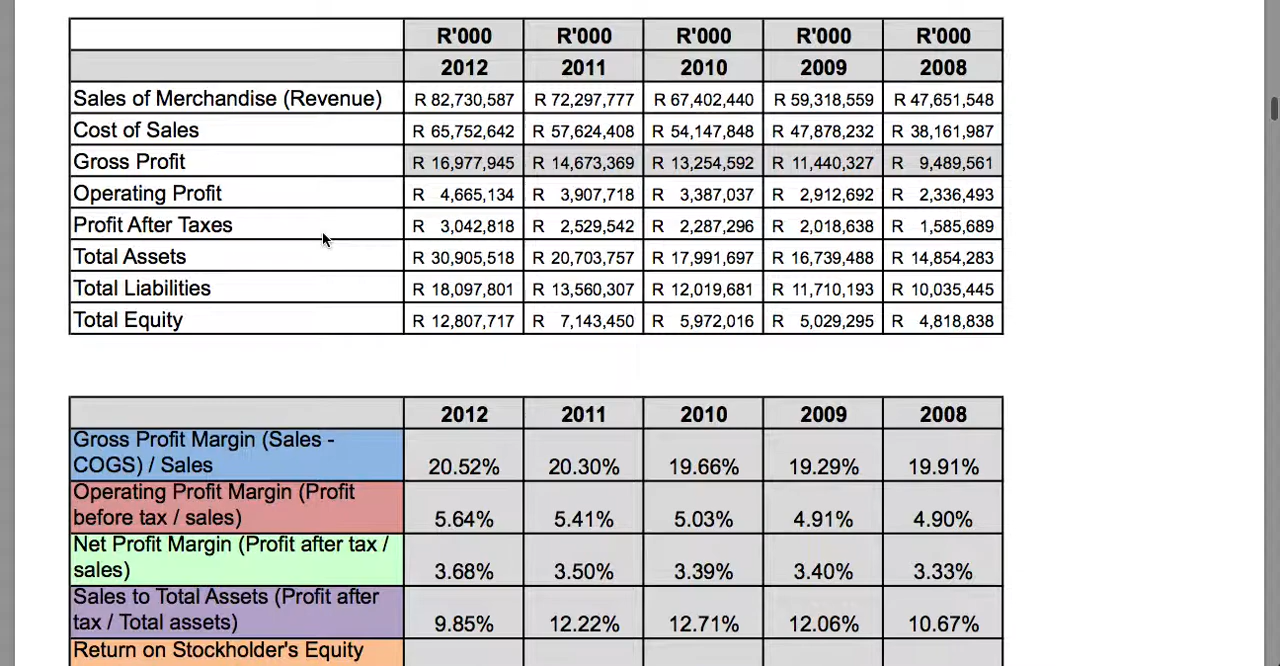 R'000 R'000 R'000 R'000 R'000
2012 2011 2010 2009 2008
Sales of Merchandise (Revenue) R 82,730,587 R 72,297,777 R 67,402,440 R 59,318,559 R 47,651,548
Cost of Sales R 65,752,642 R 57,624,408 R 54,147,848 R 47,878,232 R 38,161,987
Gross Profit R 16,977,945 R 14,673,369 R 13,254,592 R 11,440,327 R 9,489,561
Operating Profit R 4,665,134 R 3,907,718 R 3,387,037 R 2,912,692 R 2,336,493
Profit After Taxes R 3,042,818 R 2,529,542 R 2,287,296 R 2,018,638 R 1,585,689
Total Assets R 30,905,518 R 20,703,757 R 17,991,697 R 16,739,488 R 14,854,283
Total Liabilities R 18,097,801 R 13,560,307 R 12,019,681 R 11,710,193 R 10,035,445
Total Equity R 12,807,717 R 7,143,450 R 5,972,016 R 5,029,295 R 4,818,838
2012 2011 2010 2009 2008
Gross Profit Margin (Sales -
COGS) / Sales 20.52% 20.30% 19.66% 19.29% 19.91%
Operating Profit Margin (Profit
before tax / sales) 5.64% 5.41% 5.03% 4.91% 4.90%
Net Profit Margin (Profit after tax /
sales) 3.68% 3.50% 3.39% 3.40% 3.33%
Sales to Total Assets (Profit after
tax / Total assets) 9.85% 12.22% 12.71% 12.06% 10.67%
Return on Stockholder's Equity